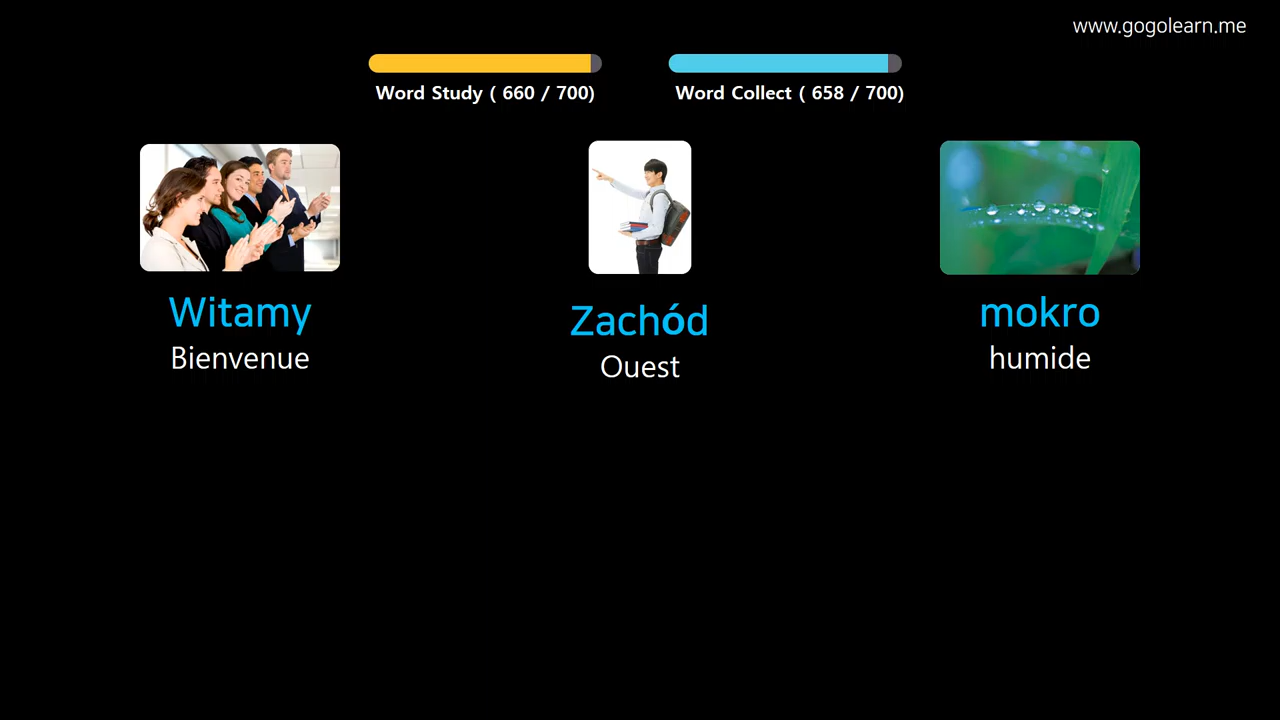 www.gogolearn.me
Word Study ( 660 / 700)
Word Collect ( 658 / 700)
Witamy
Bienvenue
Zachód
Ouest
mokro
humide